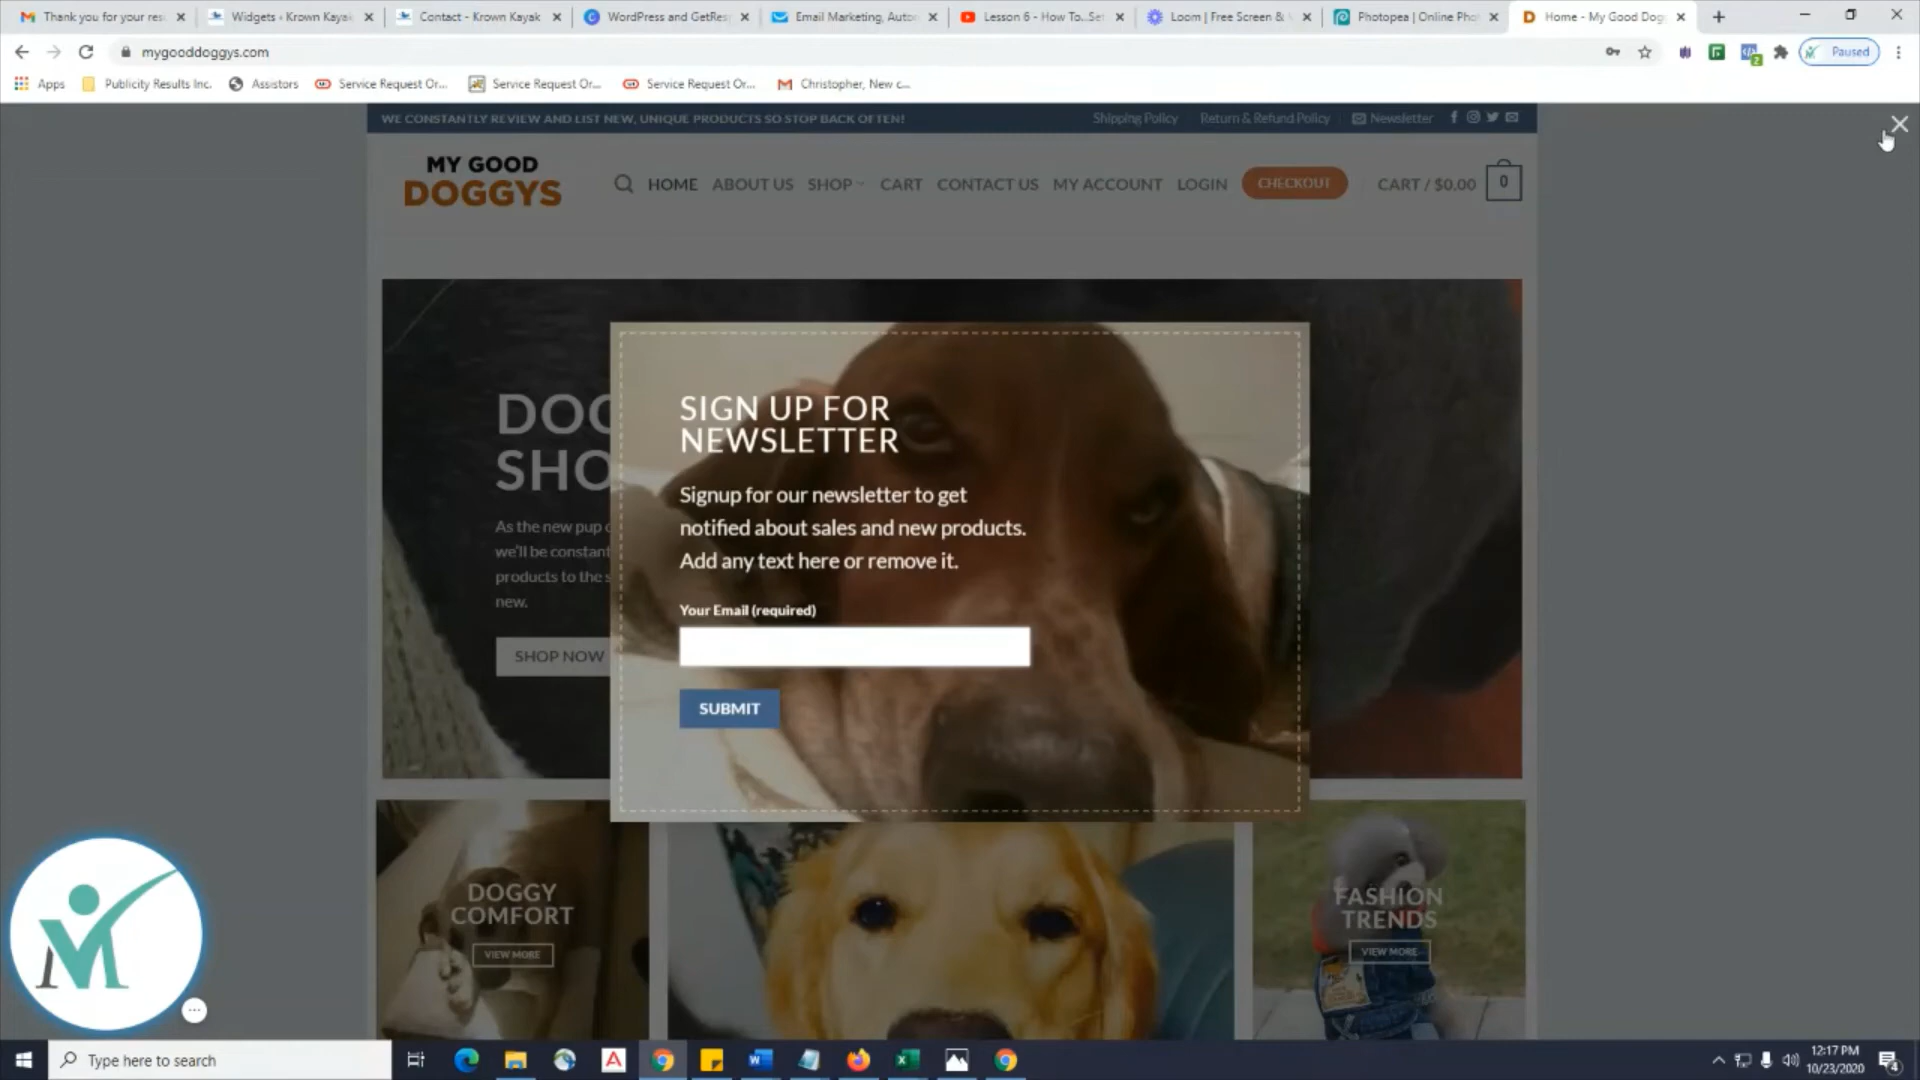 Thank you for your res
Widgets ‹ Krown Kayak
Contact - Krown Kayak
WordPress and GetResp
Email Marketing, Autom
Lesson 6 - How To...Set
Loom | Free Screen &
Photopea | Online Pho
Home - My Good Dog
mygooddoggys.com
Paused
Apps
Publicity Results Inc.
Assistors
Service Request Or...
Service Request Or...
Service Request Or...
Christopher, New c...
WE CONSTANTLY REVIEW AND LIST NEW, UNIQUE PRODUCTS SO STOP BACK OFTEN!
Shipping Policy
Return & Refund Policy
Newsletter
MY GOOD
DOGGYS
HOME
ABOUT US
SHOP
CART
CONTACT US
MY ACCOUNT
LOGIN
CHECKOUT
CART / $0.00
0
DOG
SHO
As the new pup
we'll be constant
products to the s
new.
SHOP NOW
SIGN UP FOR
NEWSLETTER
Signup for our newsletter to get
notified about sales and new products.
Add any text here or remove it.
Your Email (required)
SUBMIT
DOGGY
COMFORT
VIEW MORE
FASHION
TRENDS
VIEW MORE
Type here to search
12:17 PM
10/23/2020
4